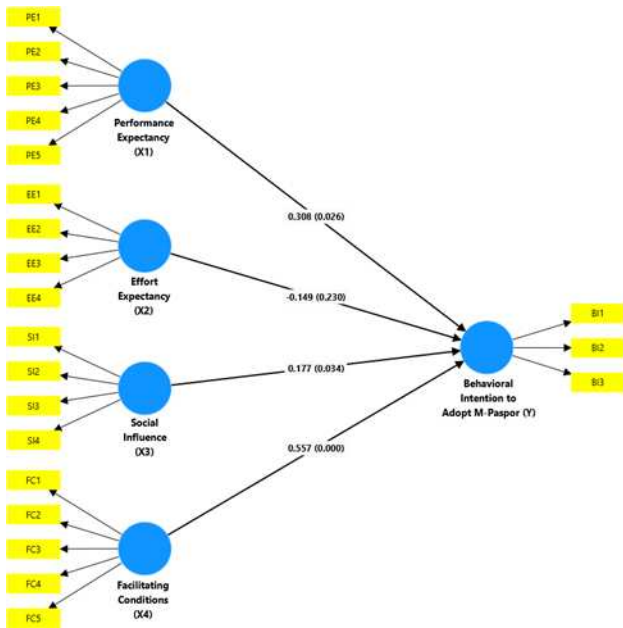 PE1
PE2
PE3
PE4
PE5
Performance
Expectancy
(X1)
0.308 (0.026)
EE1
EE2
EE3
EE4
Effort
Expectancy
(X2)
-0.149 (0.230)
SI1
SI2
SI3
SI4
Social
Influence
(X3)
0.177 (0.034)
BI1
BI2
BI3
Behavioral
Intention to
Adopt M-Paspor (Y)
0.557 (0.000)
FC1
FC2
FC3
FC4
FC5
Facilitating
Conditions
(X4)